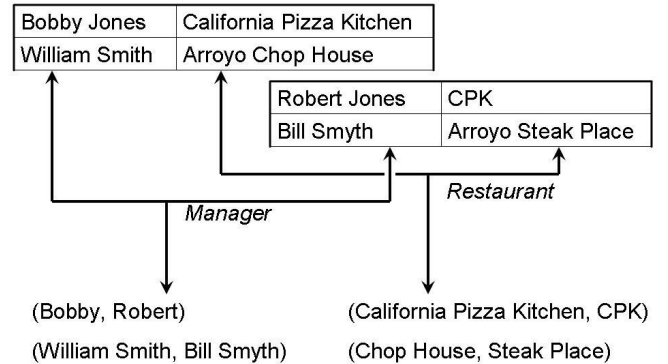 Bobby Jones California Pizza Kitchen
William Smith Arroyo Chop House
Robert Jones CPK
Bill Smyth Arroyo Steak Place
Manager
Restaurant
(Bobby, Robert) (California Pizza Kitchen, CPK)
(William Smith, Bill Smyth) (Chop House, Steak Place)